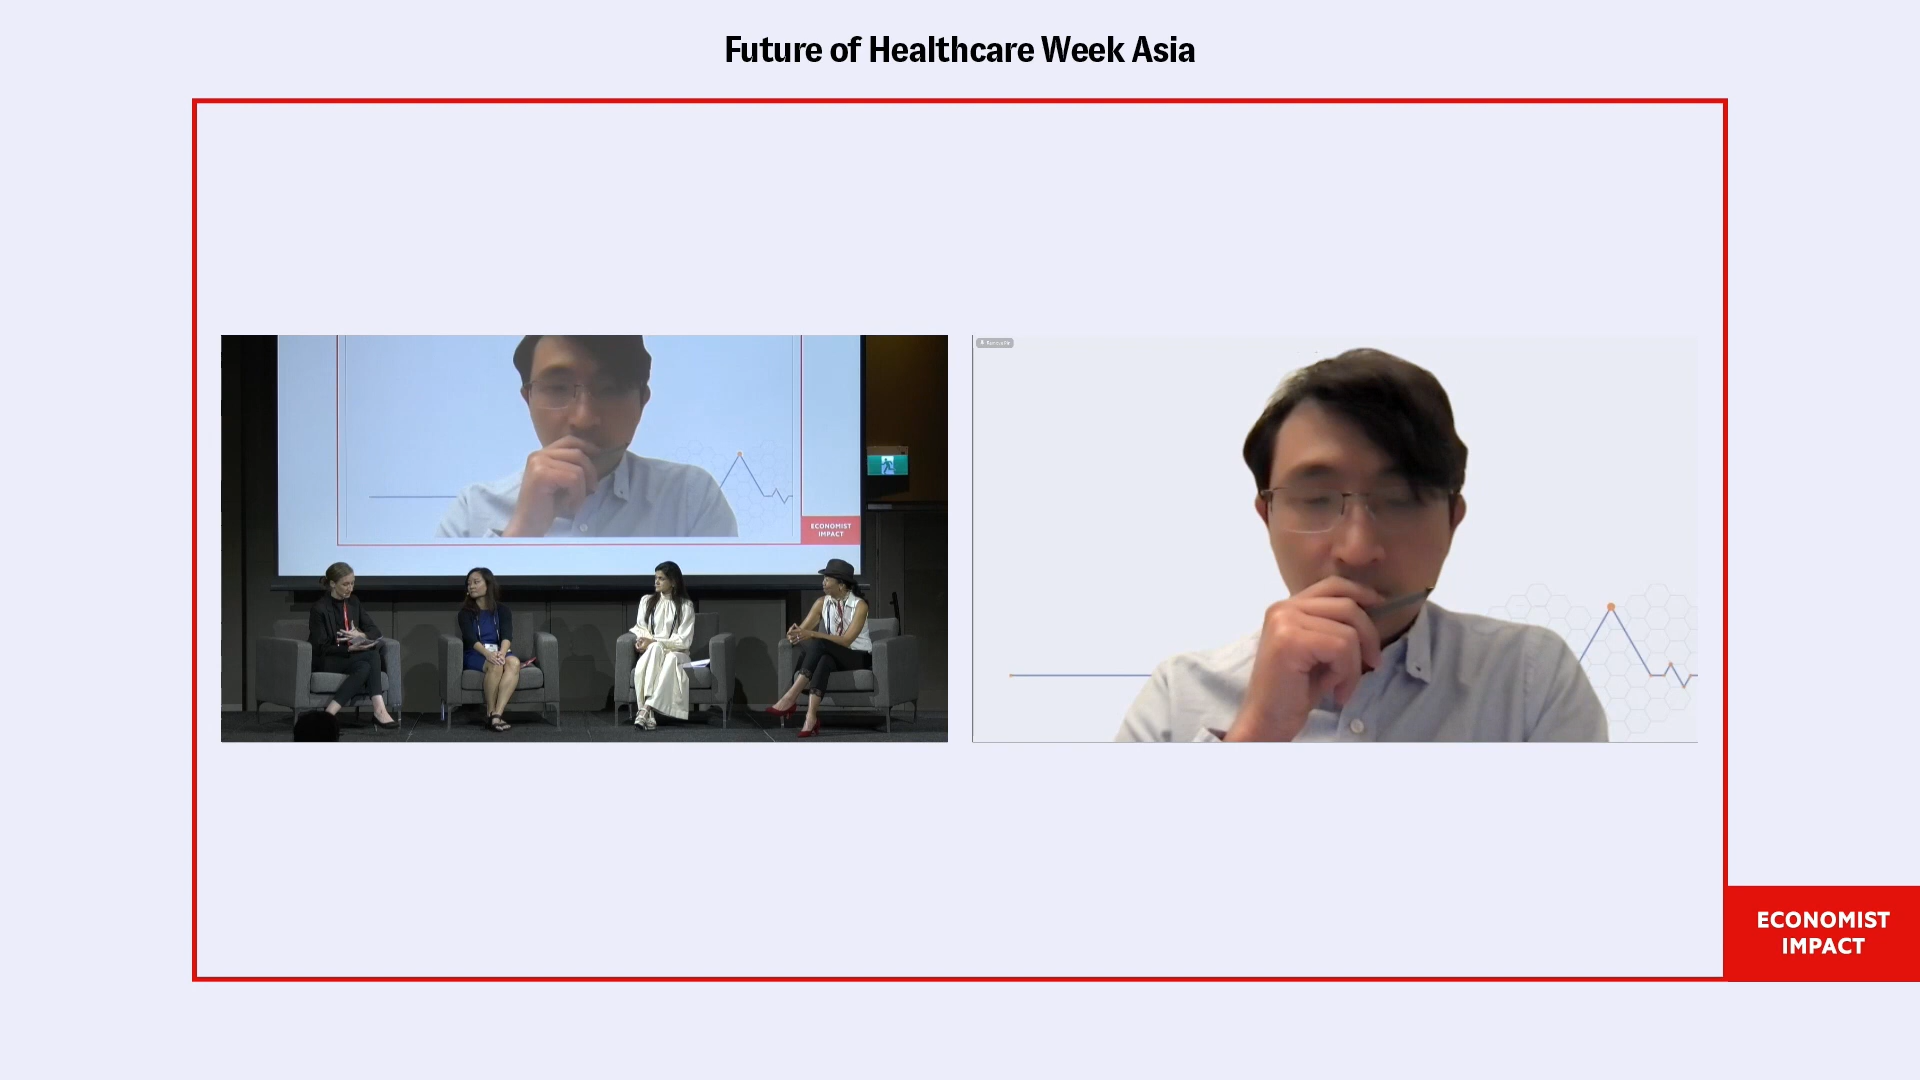 Future of Healthcare Week Asia
ECONOMIST
IMPACT
ECONOMIST
IMPACT